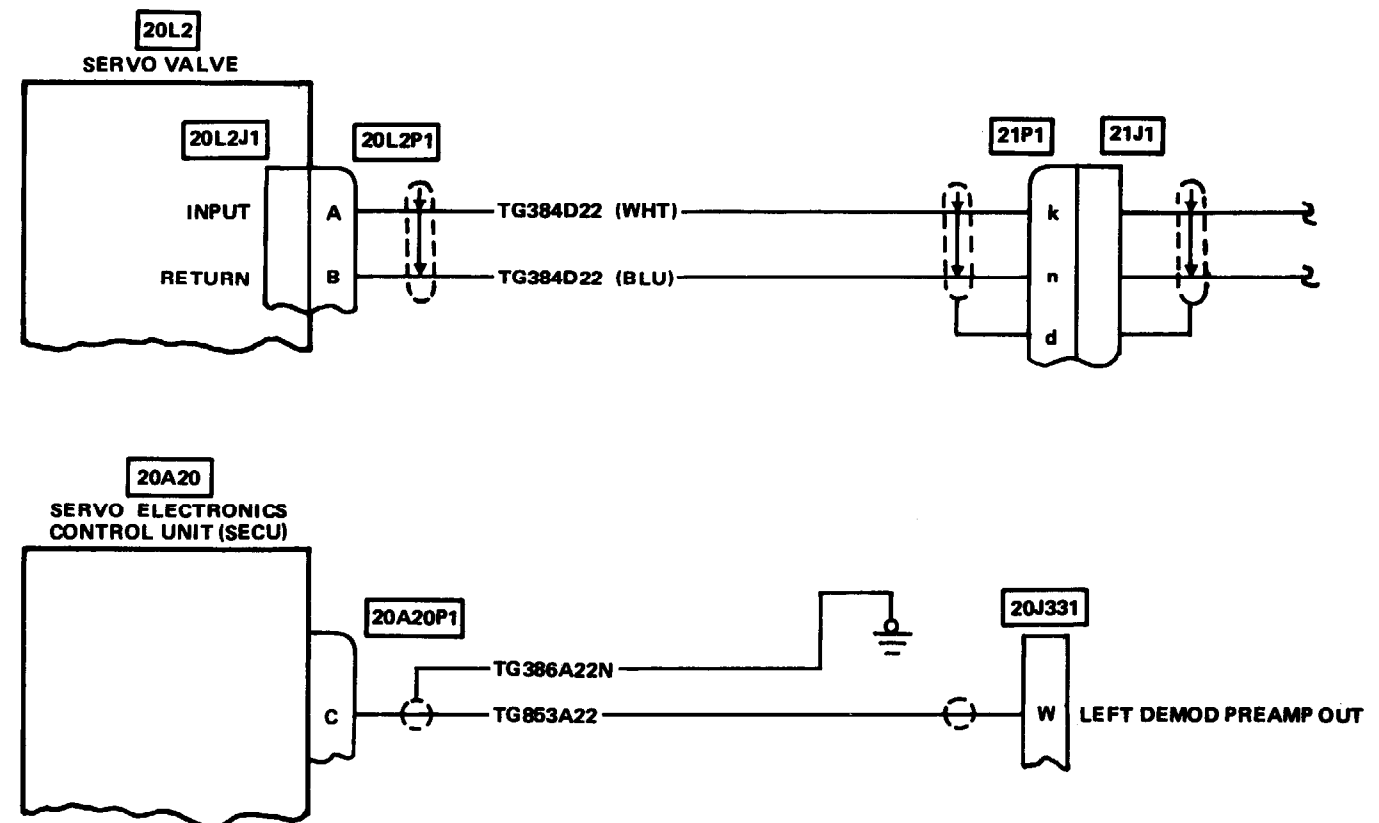 20L2
SERVO VALVE
20L2J1
20L2P1
21P1
21J1
INPUT
A
TG384D22 (WHT)
k
RETURN
B
TG384D22 (BLU)
n
d
20A20
SERVO ELECTRONICS
CONTROL UNIT (SECU)
20A20P1
20J331
TG386A22N
C
TG853A22
W
LEFT DEMOD PREAMP OUT